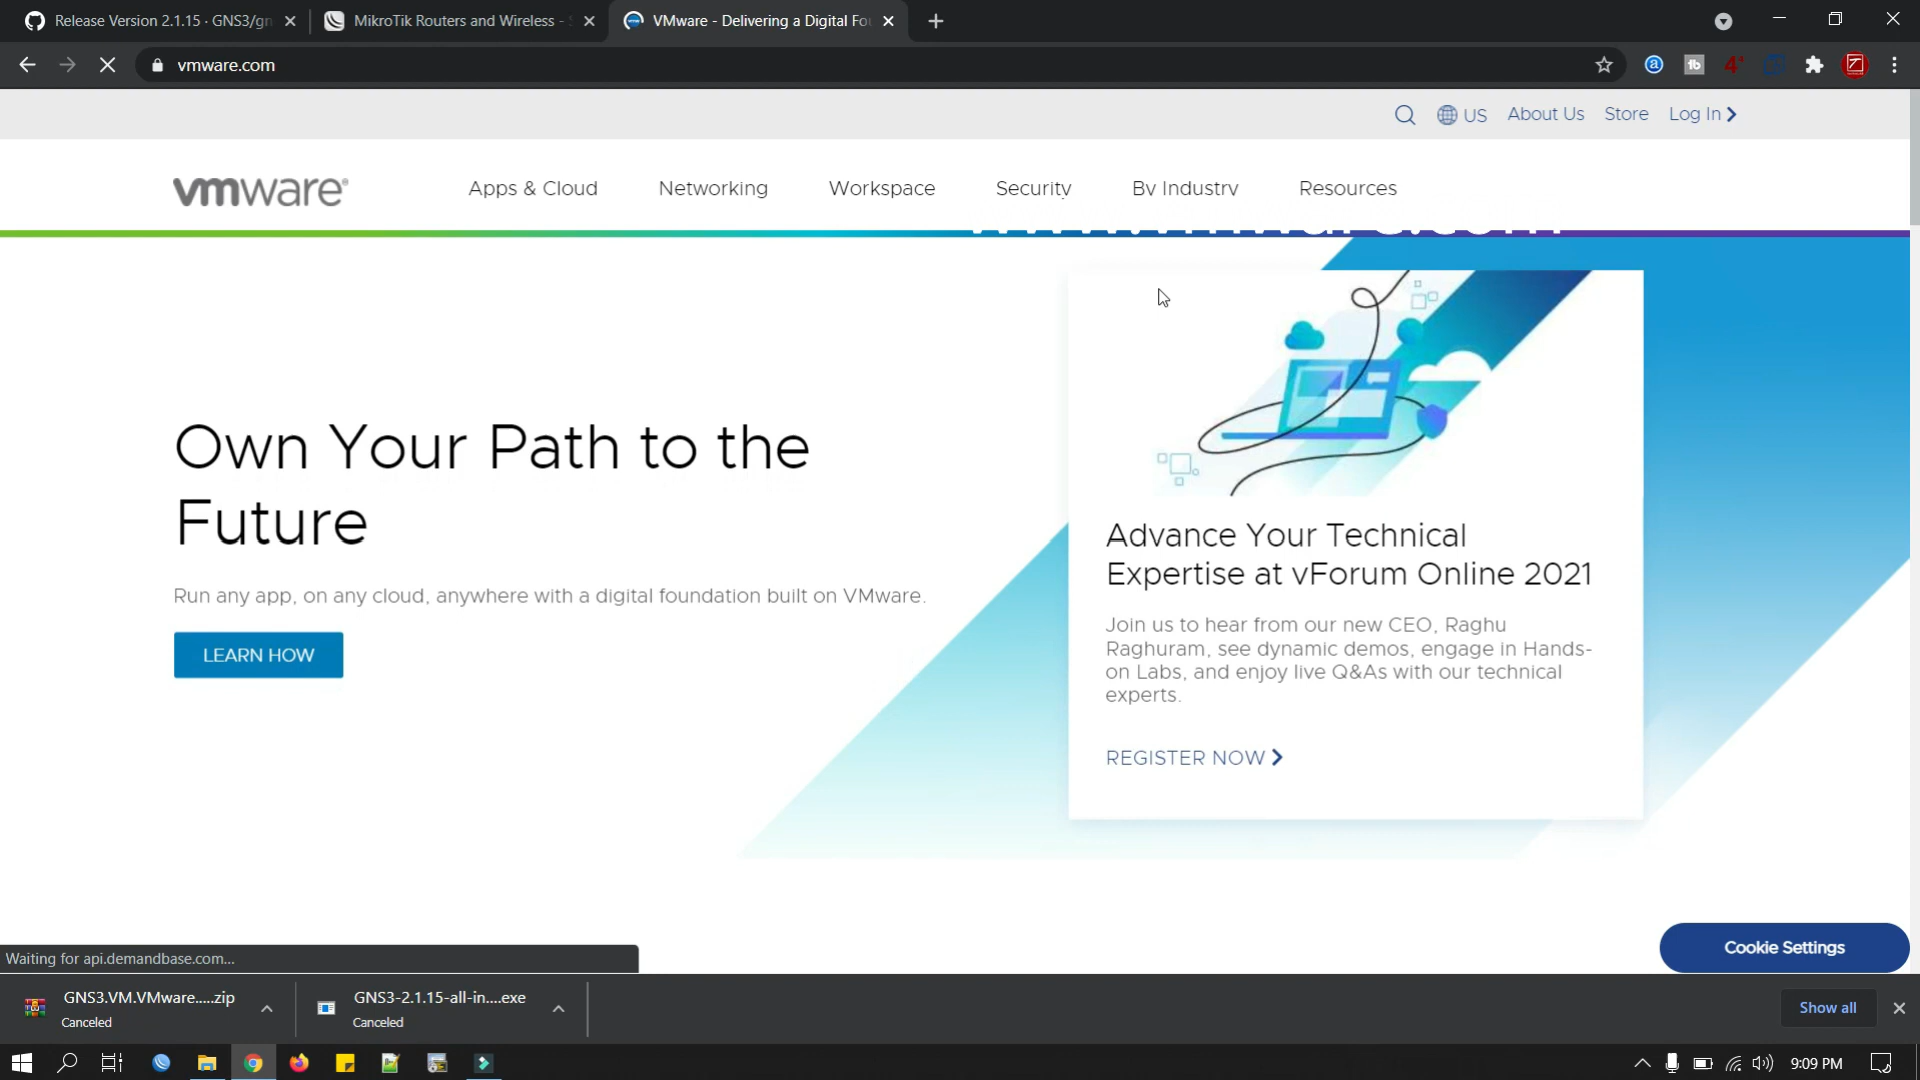 Release Version 2.1.15 · GNS3/gn
MikroTik Routers and Wireless - S
VMware - Delivering a Digital Fou
vmware.com
US
About Us
Store
Log In
vmware®
Apps & Cloud
Networking
Workspace
Security
By Industry
Resources
www.vmware.com
Own Your Path to the
Future
Run any app, on any cloud, anywhere with a digital foundation built on VMware.
LEARN HOW
Advance Your Technical
Expertise at vForum Online 2021
Join us to hear from our new CEO, Raghu
Raghuram, see dynamic demos, engage in Hands-
on Labs, and enjoy live Q&As with our technical
experts.
REGISTER NOW
Cookie Settings
Waiting for api.demandbase.com...
GNS3.VM.VMware.....zip
Canceled
GNS3-2.1.15-all-in....exe
Canceled
Show all
9:09 PM